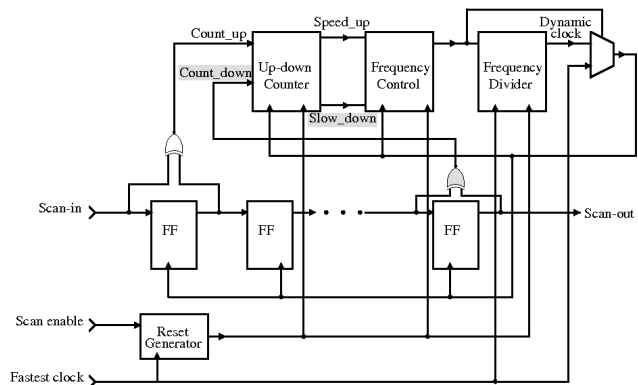 Count_up
Speed_up
Dynamic
clock
Count_down
Up-down
Counter
Frequency
Control
Frequency
Divider
Slow_down
Scan-in
FF
FF
FF
Scan-out
Scan enable
Reset
Generator
Fastest clock